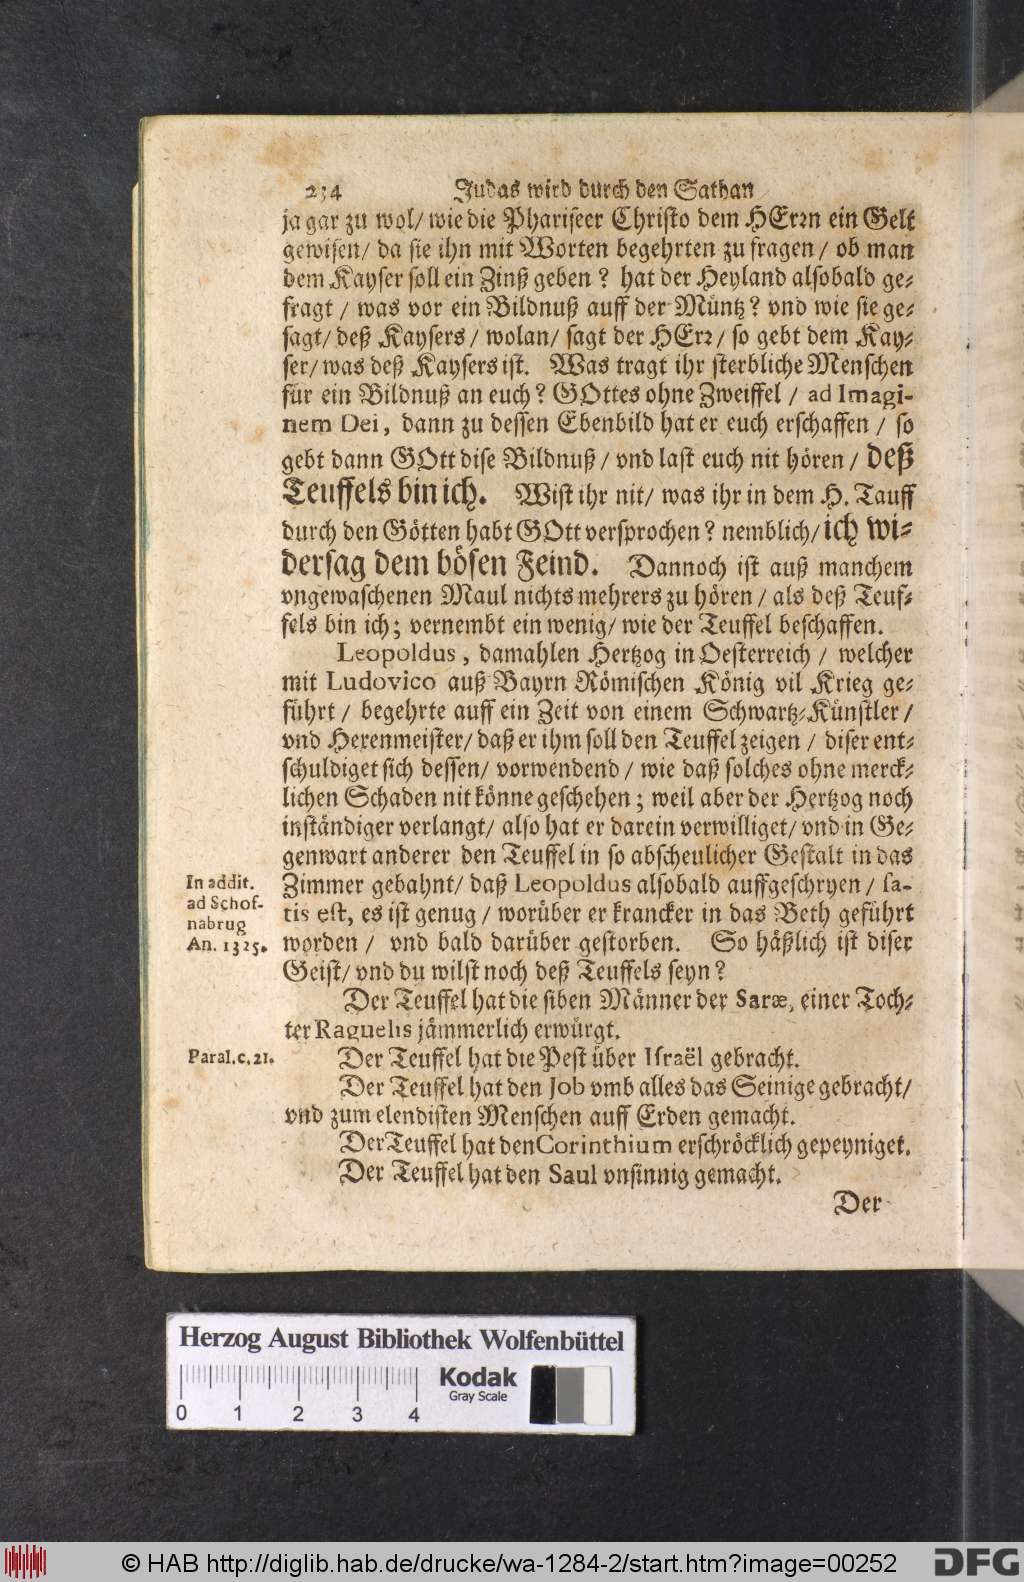 234 Judas wird durch den Sathan
ja gar zu wol/ wie die Phariseer Christo dem HErrn ein Gelt
gewisen/ da sie ihn mit Worten begehrten zu fragen / ob man
dem Kayser soll ein Zinß geben? hat der Heyland alsobald ge-
fragt / was vor ein Bildnuß auff der Müntz? vnd wie sie ge-
sagt/ deß Kaysers / wolan/ sagt der HErr / so gebt dem Kay-
ser/ was deß Kaysers ist. Was tragt ihr sterbliche Menschen
für ein Bildnuß an euch? GOttes ohne Zweiffel / ad Imagi-
nem Dei, dann zu dessen Ebenbild hat er euch erschaffen / so
gebt dann GOtt dise Bildnuß / vnd last euch nit hören / deß
Teuffels bin ich. Wist ihr nit/ was ihr in dem H. Tauff
durch den Götten habt GOtt versprochen? nemblich/ ich wi-
dersag dem bösen Feind. Dannoch ist auß manchem
vngewaschenen Maul nichts mehrers zu hören / als deß Teuf-
fels bin ich; vernembt ein wenig/ wie der Teuffel beschaffen.
Leopoldus, damahlen Hertzog in Oesterreich / welcher
mit Ludovico auß Bayrn Römischen König vil Krieg ge-
führt / begehrte auff ein Zeit von einem Schwartz-Künstler /
vnd Hexenmeister/ daß er ihm soll den Teuffel zeigen / diser ent-
schuldiget sich dessen/ vorwendend / wie daß solches ohne merck-
lichen Schaden nit könne geschehen; weil aber der Hertzog noch
inständiger verlangt/ also hat er darein verwilliget/ vnd in Ge-
genwart anderer den Teuffel in so abscheulicher Gestalt in das
In addit.
ad Schof-
nabrug
An. 1325.
Zimmer gebahnt/ daß Leopoldus alsobald auffgeschryen / sa-
tis est, es ist genug / worüber er krancker in das Beth geführt
worden / vnd bald darüber gestorben. So häßlich ist diser
Geist/ vnd du wilst noch deß Teuffels seyn?
Der Teuffel hat die siben Männer der Saræ, einer Toch-
ter Raguelis jämmerlich erwürgt.
Paral. c. 21.
Der Teuffel hat die Pest über Israël gebracht.
Der Teuffel hat den Job vmb alles das Seinige gebracht/
vnd zum elendisten Menschen auff Erden gemacht.
Der Teuffel hat den Corinthium erschröcklich gepeyniget.
Der Teuffel hat den Saul vnsinnig gemacht.
Der
Herzog August Bibliothek Wolfenbüttel
Kodak
Gray Scale
0 1 2 3 4
© HAB http://diglib.hab.de/drucke/wa-1284-2/start.htm?image=00252
DFG